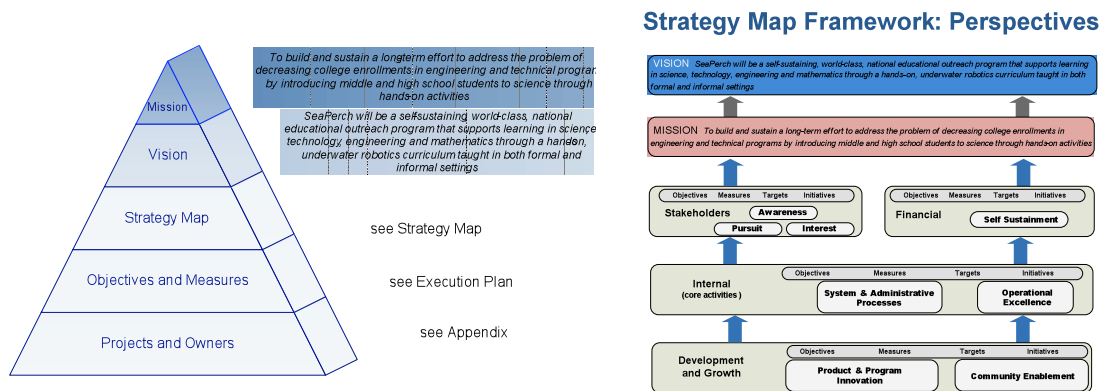 Mission
Vision
Strategy Map
Objectives and Measures
Projects and Owners
To build and sustain a long-term effort to address the problem of
decreasing college enrollments in engineering and technical program
by introducing middle and high school students to science through
hands-on activities
SeaPerch will be a self-sustaining, world-class, national
educational outreach program that supports learning in science,
technology, engineering and mathematics through a hands-on,
underwater robotics curriculum taught in both formal and
informal settings
see Strategy Map
see Execution Plan
see Appendix
Strategy Map Framework: Perspectives
VISION SeePerch will be a self-sustaining, world-class, national educational outreach program that supports learning
in science, technology, engineering and mathematics through a hands-on, underwater robotics curriculum taught in both
formal and informal settings
MISSION To build and sustain a long-term effort to address the problem of decreasing college enrollments in
engineering and technical programs by introducing middle and high school students to science through hands-on activities
Objectives Measures Targets Initiatives
Stakeholders
Awareness
Pursuit
Interest
Objectives Measures Targets Initiatives
Financial
Self Sustainment
Objectives Measures Targets Initiatives
Internal
(core activities)
System & Administrative
Processes
Operational
Excellence
Objectives Measures Targets Initiatives
Development
and Growth
Product & Program
Innovation
Community Enablement